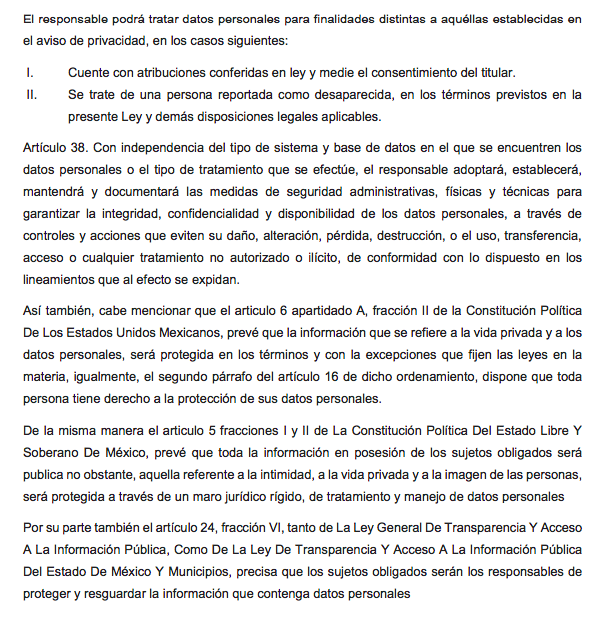 El responsable podrá tratar datos personales para finalidades distintas a aquéllas establecidas en
el aviso de privacidad, en los casos siguientes:
I. Cuente con atribuciones conferidas en ley y medie el consentimiento del titular.
II. Se trate de una persona reportada como desaparecida, en los términos previstos en la
presente Ley y demás disposiciones legales aplicables.
Artículo 38. Con independencia del tipo de sistema y base de datos en el que se encuentren los
datos personales o el tipo de tratamiento que se efectúe, el responsable adoptará, establecerá,
mantendrá y documentará las medidas de seguridad administrativas, físicas y técnicas para
garantizar la integridad, confidencialidad y disponibilidad de los datos personales, a través de
controles y acciones que eviten su daño, alteración, pérdida, destrucción, o el uso, transferencia,
acceso o cualquier tratamiento no autorizado o ilícito, de conformidad con lo dispuesto en los
lineamientos que al efecto se expidan.
Así también, cabe mencionar que el articulo 6 apartidado A, fracción II de la Constitución Política
De Los Estados Unidos Mexicanos, prevé que la información que se refiere a la vida privada y a los
datos personales, será protegida en los términos y con la excepciones que fijen las leyes en la
materia, igualmente, el segundo párrafo del artículo 16 de dicho ordenamiento, dispone que toda
persona tiene derecho a la protección de sus datos personales.
De la misma manera el articulo 5 fracciones I y II de La Constitución Política Del Estado Libre Y
Soberano De México, prevé que toda la información en posesión de los sujetos obligados será
publica no obstante, aquella referente a la intimidad, a la vida privada y a la imagen de las personas,
será protegida a través de un maro jurídico rígido, de tratamiento y manejo de datos personales
Por su parte también el artículo 24, fracción VI, tanto de La Ley General De Transparencia Y Acceso
A La Información Pública, Como De La Ley De Transparencia Y Acceso A La Información Pública
Del Estado De México Y Municipios, precisa que los sujetos obligados serán los responsables de
proteger y resguardar la información que contenga datos personales